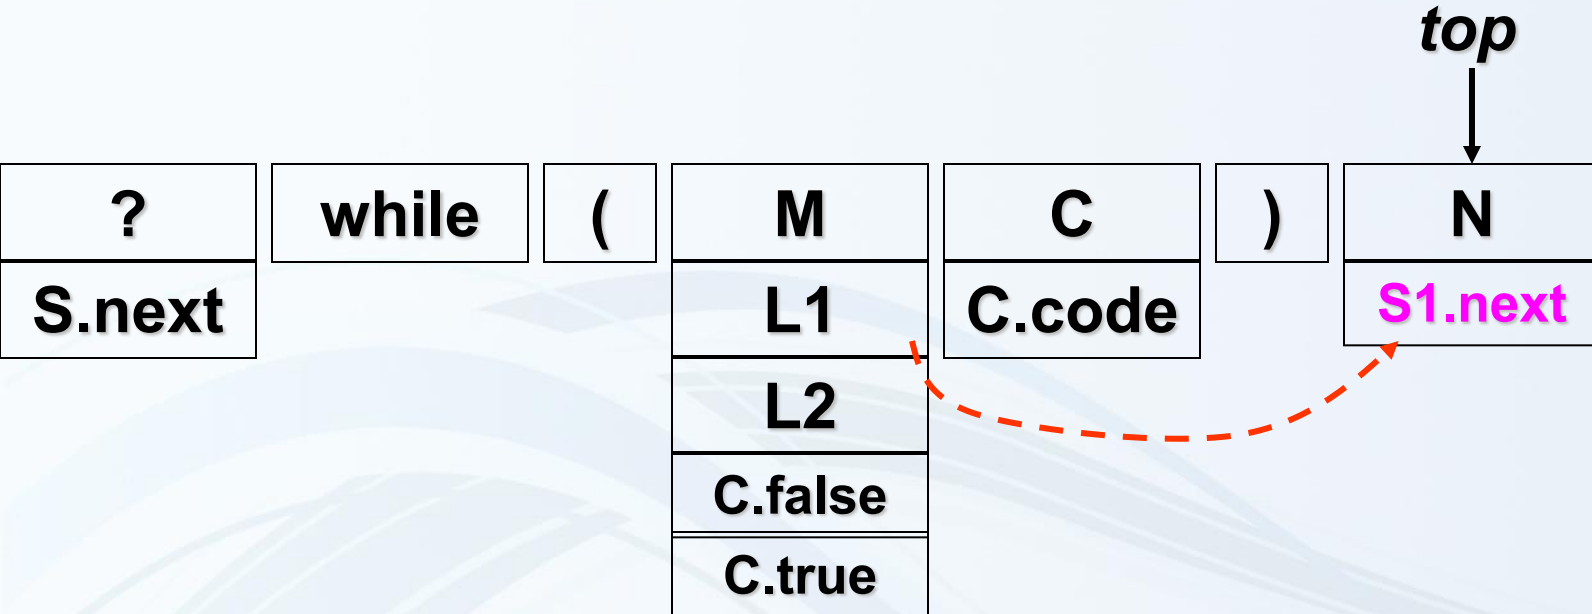 top
? while ( M C ) N
S.next L1 C.code S1.next
L2
C.false
C.true